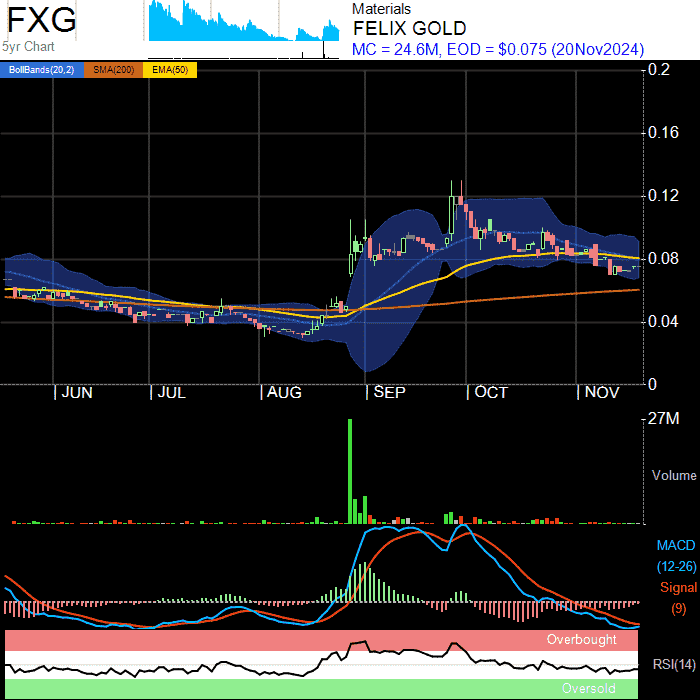 FXG
5yr Chart
Materials
FELIX GOLD
MC = 24.6M, EOD = $0.075 (20Nov2024)
BollBands(20,2) SMA(200) EMA(50)
0.2
0.16
0.12
0.08
0.04
0
JUN JUL AUG SEP OCT NOV
27M
Volume
MACD
(12-26)
Signal
(9)
Overbought
RSI(14)
Oversold